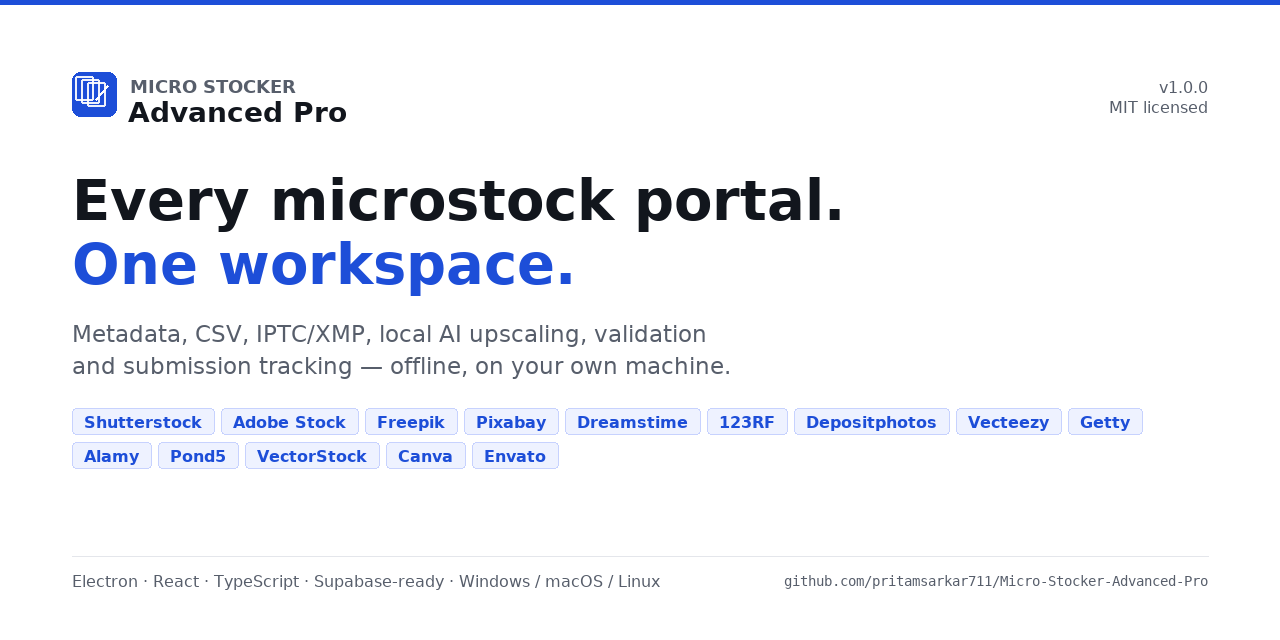 MICRO STOCKER
Advanced Pro
v1.0.0
MIT licensed
Every microstock portal.
One workspace.
Metadata, CSV, IPTC/XMP, local AI upscaling, validation
and submission tracking — offline, on your own machine.
Shutterstock Adobe Stock Freepik Pixabay Dreamstime 123RF Depositphotos Vecteezy Getty
Alamy Pond5 VectorStock Canva Envato
Electron · React · TypeScript · Supabase-ready · Windows / macOS / Linux
github.com/pritamsarkar711/Micro-Stocker-Advanced-Pro